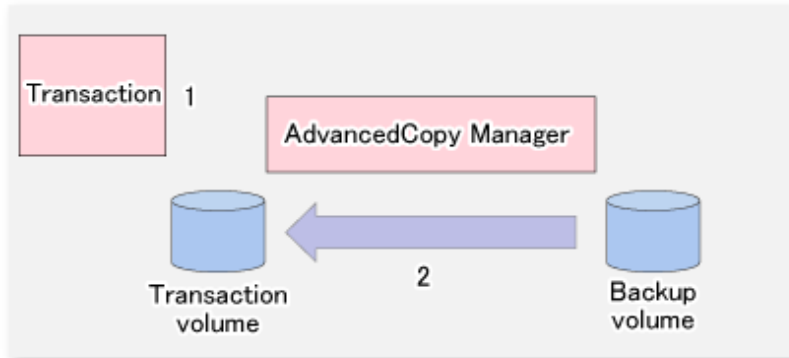 Transaction 1
AdvancedCopy Manager
2
Transaction
volume
Backup
volume